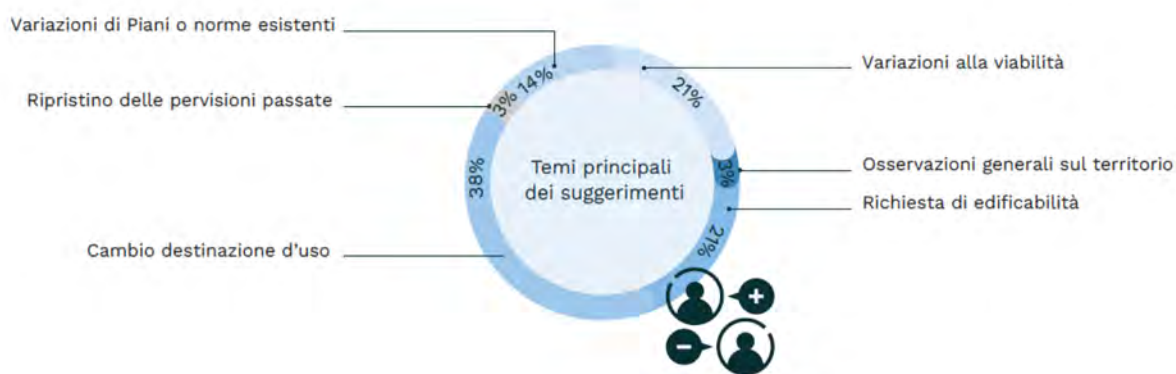 Variazioni di Piani o norme esistenti
Ripristino delle pervisioni passate
Cambio destinazione d'uso
Variazioni alla viabilità
Osservazioni generali sul territorio
Richiesta di edificabilità
Temi principali
dei suggerimenti
14%
3%
38%
21%
3%
21%
+
-